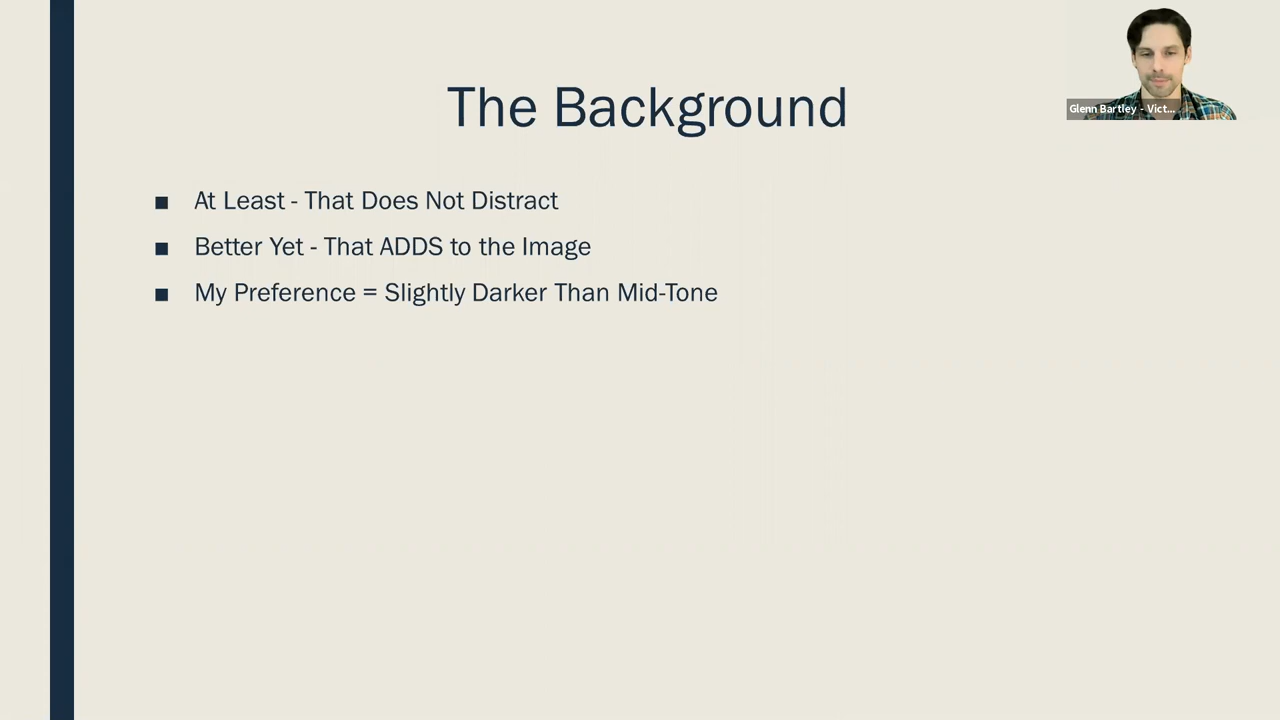 The Background
Glenn Bartley - Vict...
■ At Least - That Does Not Distract
■ Better Yet - That ADDS to the Image
■ My Preference = Slightly Darker Than Mid-Tone